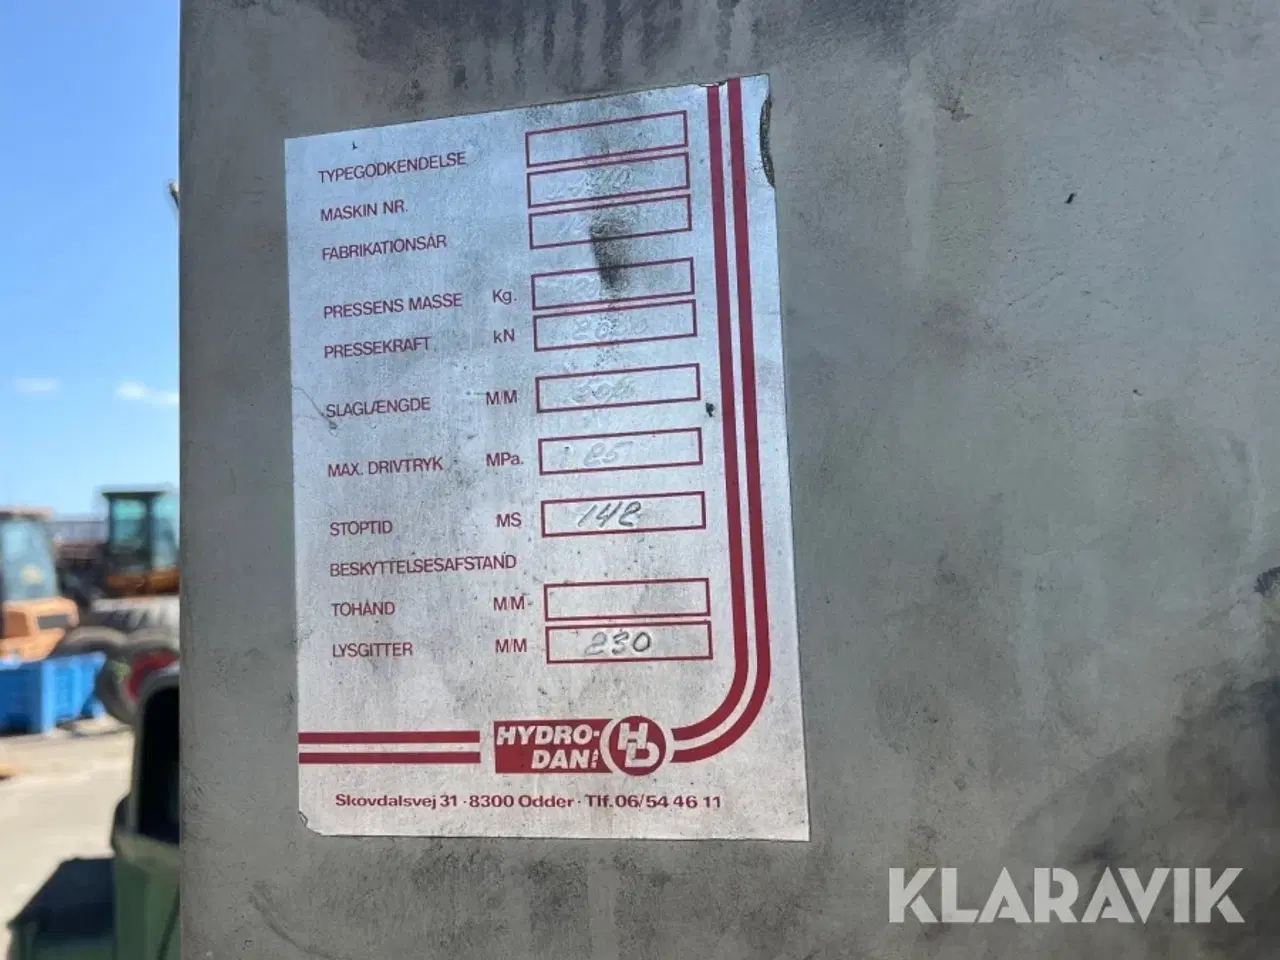 TYPEGODKENDELSE
MASKIN NR.
FABRIKATIONSÅR
PRESSENS MASSE Kg.
PRESSEKRAFT kN
SLAGLÆNGDE M/M
MAX. DRIVTRYK MPa. 25
STOPTID MS 142
BESKYTTELSESAFSTAND
TOHÅND M/M
LYSGITTER M/M 230
HYDRO-
DAN HD
Skovdalsvej 31 · 8300 Odder · Tlf. 06/54 46 11
KLARAVIK